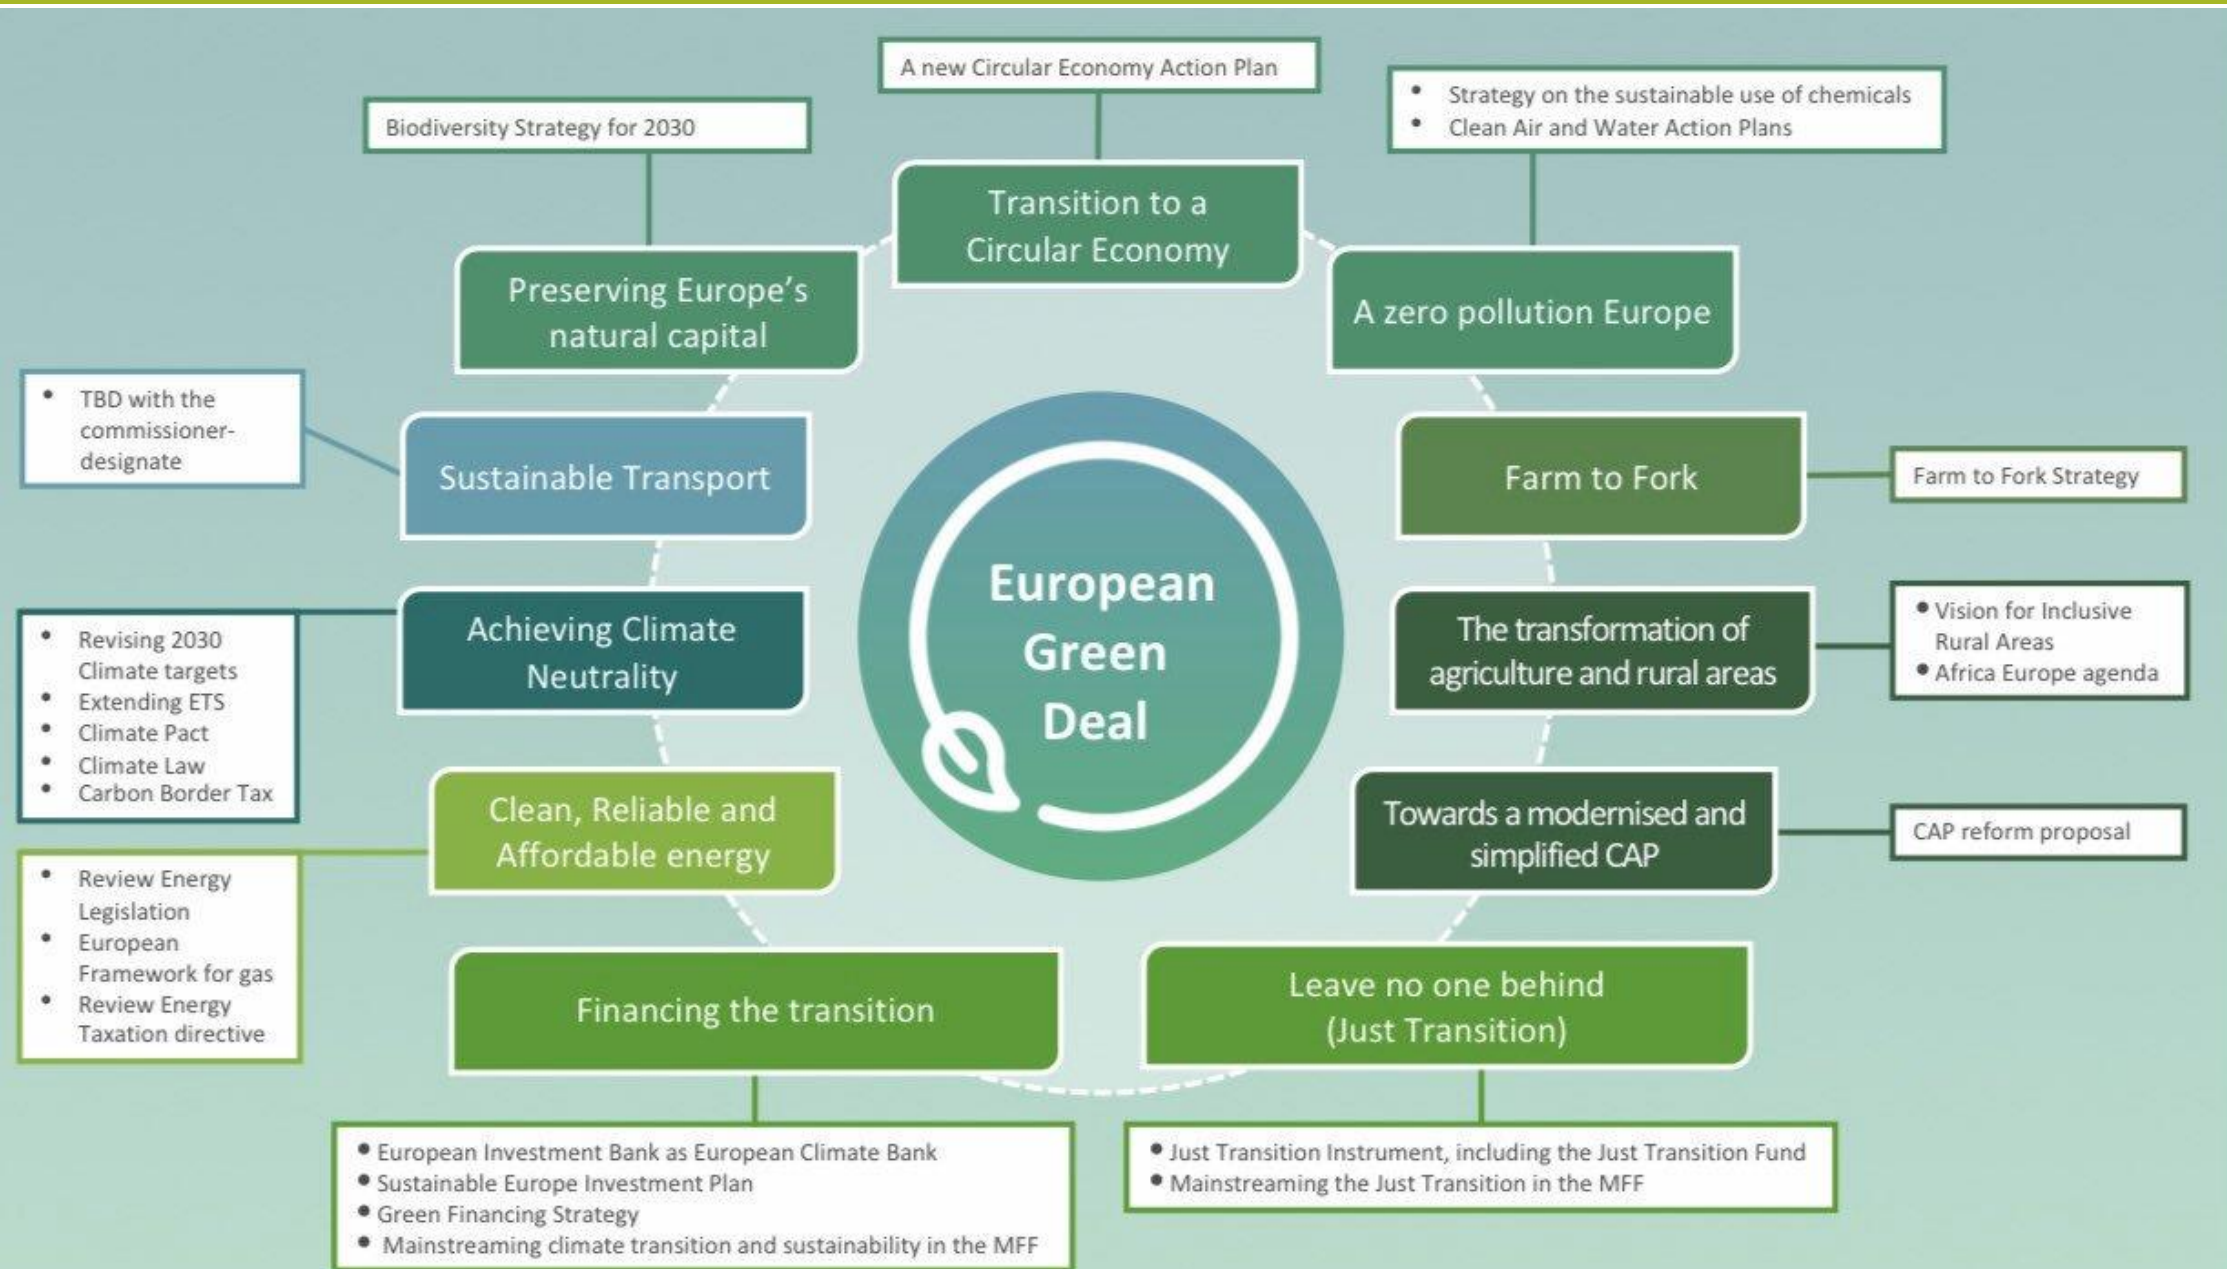 A new Circular Economy Action Plan
Biodiversity Strategy for 2030
• Strategy on the sustainable use of chemicals
• Clean Air and Water Action Plans
Transition to a
Circular Economy
Preserving Europe's
natural capital
A zero pollution Europe
• TBD with the
commissioner-
designate
Sustainable Transport
Farm to Fork
Farm to Fork Strategy
European
Green
Deal
• Revising 2030
Climate targets
• Extending ETS
• Climate Pact
• Climate Law
• Carbon Border Tax
Achieving Climate
Neutrality
The transformation of
agriculture and rural areas
• Vision for Inclusive
Rural Areas
• Africa Europe agenda
Clean, Reliable and
Affordable energy
Towards a modernised and
simplified CAP
CAP reform proposal
• Review Energy
Legislation
• European
Framework for gas
• Review Energy
Taxation directive
Financing the transition
Leave no one behind
(Just Transition)
• European Investment Bank as European Climate Bank
• Sustainable Europe Investment Plan
• Green Financing Strategy
• Mainstreaming climate transition and sustainability in the MFF
• Just Transition Instrument, including the Just Transition Fund
• Mainstreaming the Just Transition in the MFF